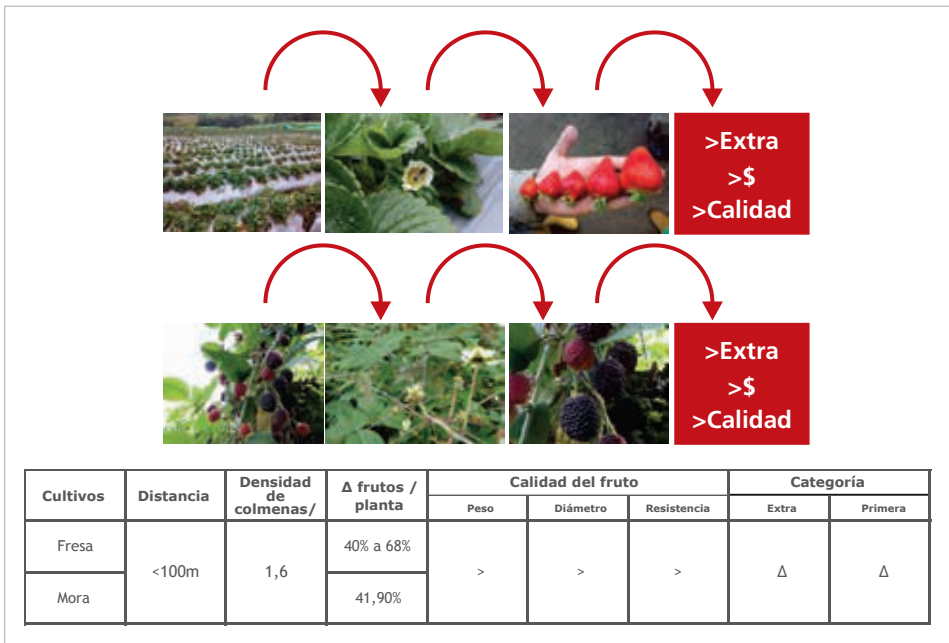 >Extra
>$
>Calidad
>Extra
>$
>Calidad
Cultivos
Distancia
Densidad
de
colmenas/
Δ frutos /
planta
Calidad del fruto
Categoría
Peso
Diámetro
Resistencia
Extra
Primera
Fresa
<100m
1,6
40% a 68%
>
>
>
Δ
Δ
Mora
41,90%